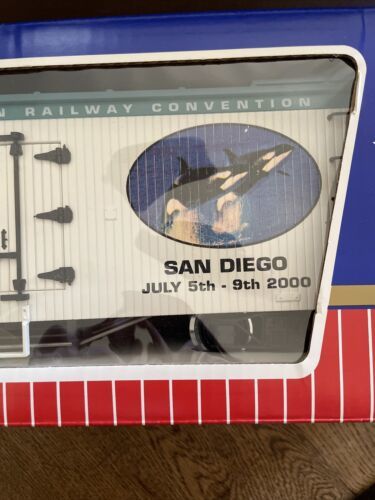 N RAILWAY CONVENTION
SAN DIEGO
JULY 5th - 9th 2000